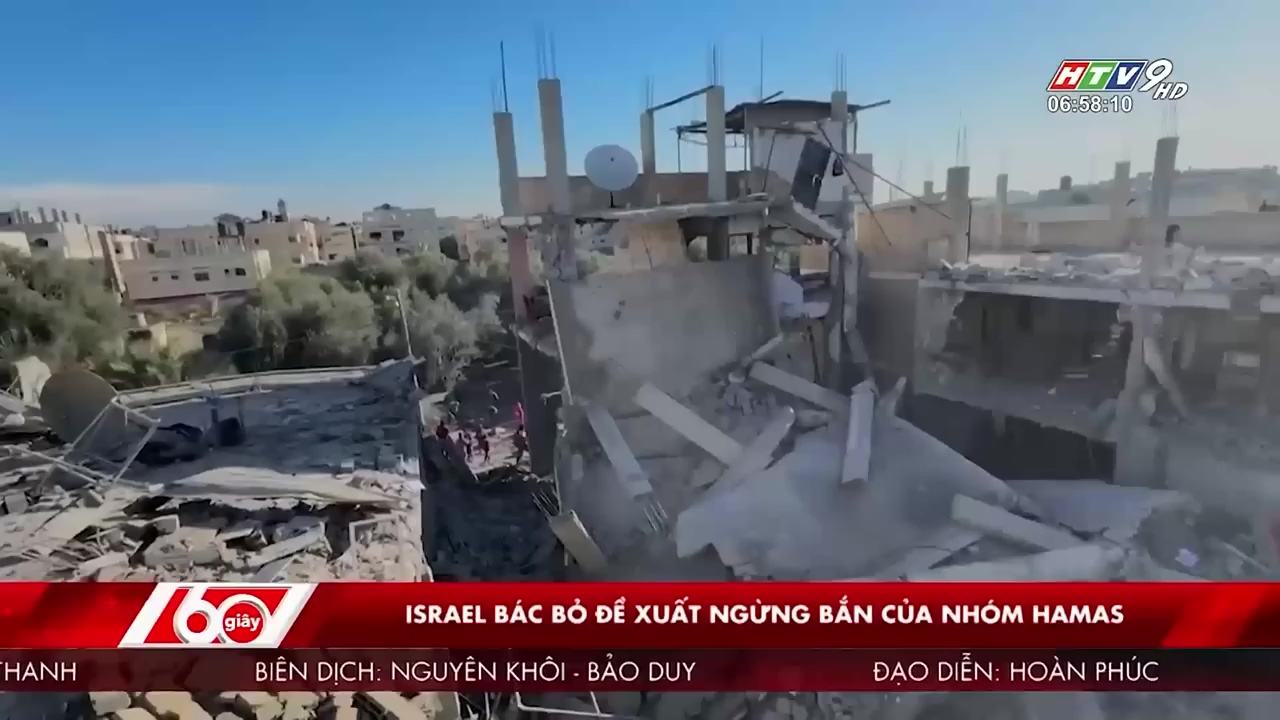 HTV9 HD
06:58:10
60 giây
ISRAEL BÁC BỎ ĐỀ XUẤT NGỪNG BẮN CỦA NHÓM HAMAS
THANH BIÊN DỊCH: NGUYÊN KHÔI - BẢO DUY ĐẠO DIỄN: HOÀN PHÚC